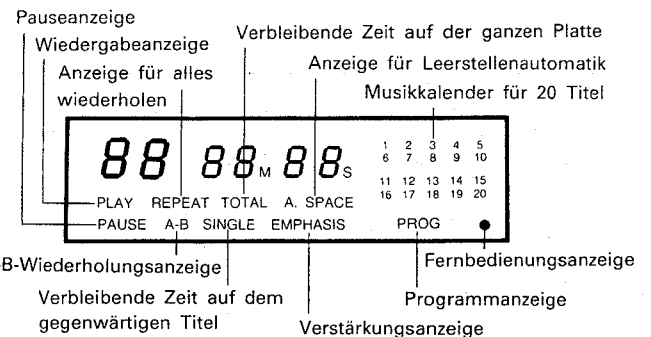 Pauseanzeige
Wiedergabeanzeige
Verbleibende Zeit auf der ganzen Platte
Anzeige für alles
wiederholen
Anzeige für Leerstellenautomatik
Musikkalender für 20 Titel
88 88M 88S
1 2 3 4 5
6 7 8 9 10
11 12 13 14 15
16 17 18 19 20
PLAY REPEAT TOTAL A. SPACE
PAUSE A-B SINGLE EMPHASIS PROG
-B-Wiederholungsanzeige
Fernbedienungsanzeige
Verbleibende Zeit auf dem
gegenwärtigen Titel
Programmanzeige
Verstärkungsanzeige